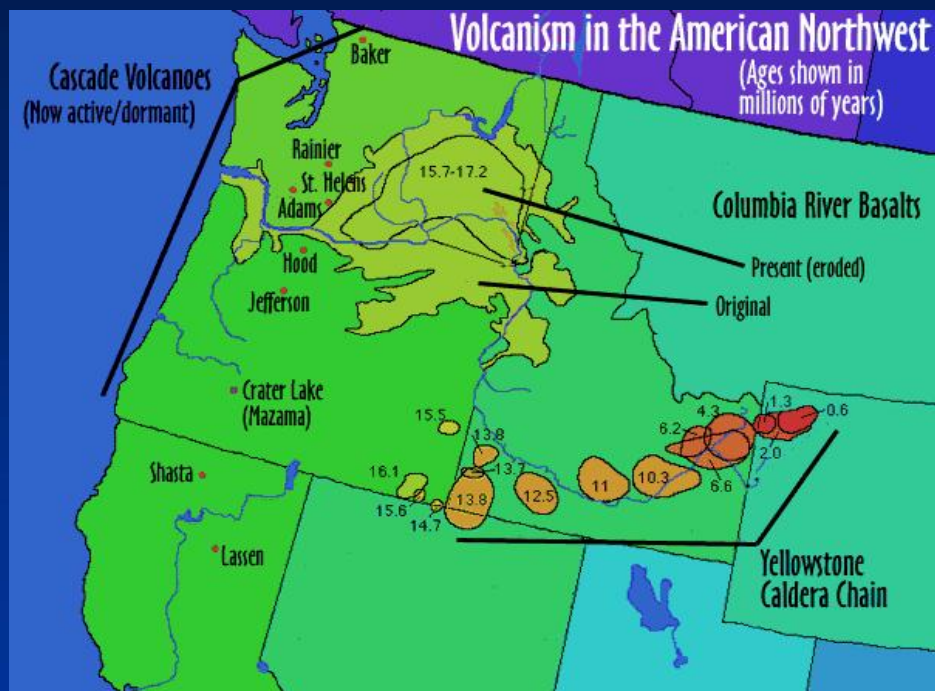 Volcanism in the American Northwest
(Ages shown in
millions of years)
Cascade Volcanoes
(Now active/dormant)
Baker
Rainier
St. Helens
Adams
Hood
Jefferson
Crater Lake
(Mazama)
Shasta
Lassen
15.7-17.2
Columbia River Basalts
Present (eroded)
Original
15.5
13.8
13.7
16.1
15.6
14.7
13.8
12.5
11
10.3
6.2
4.3
6.6
1.3
2.0
0.6
Yellowstone
Caldera Chain